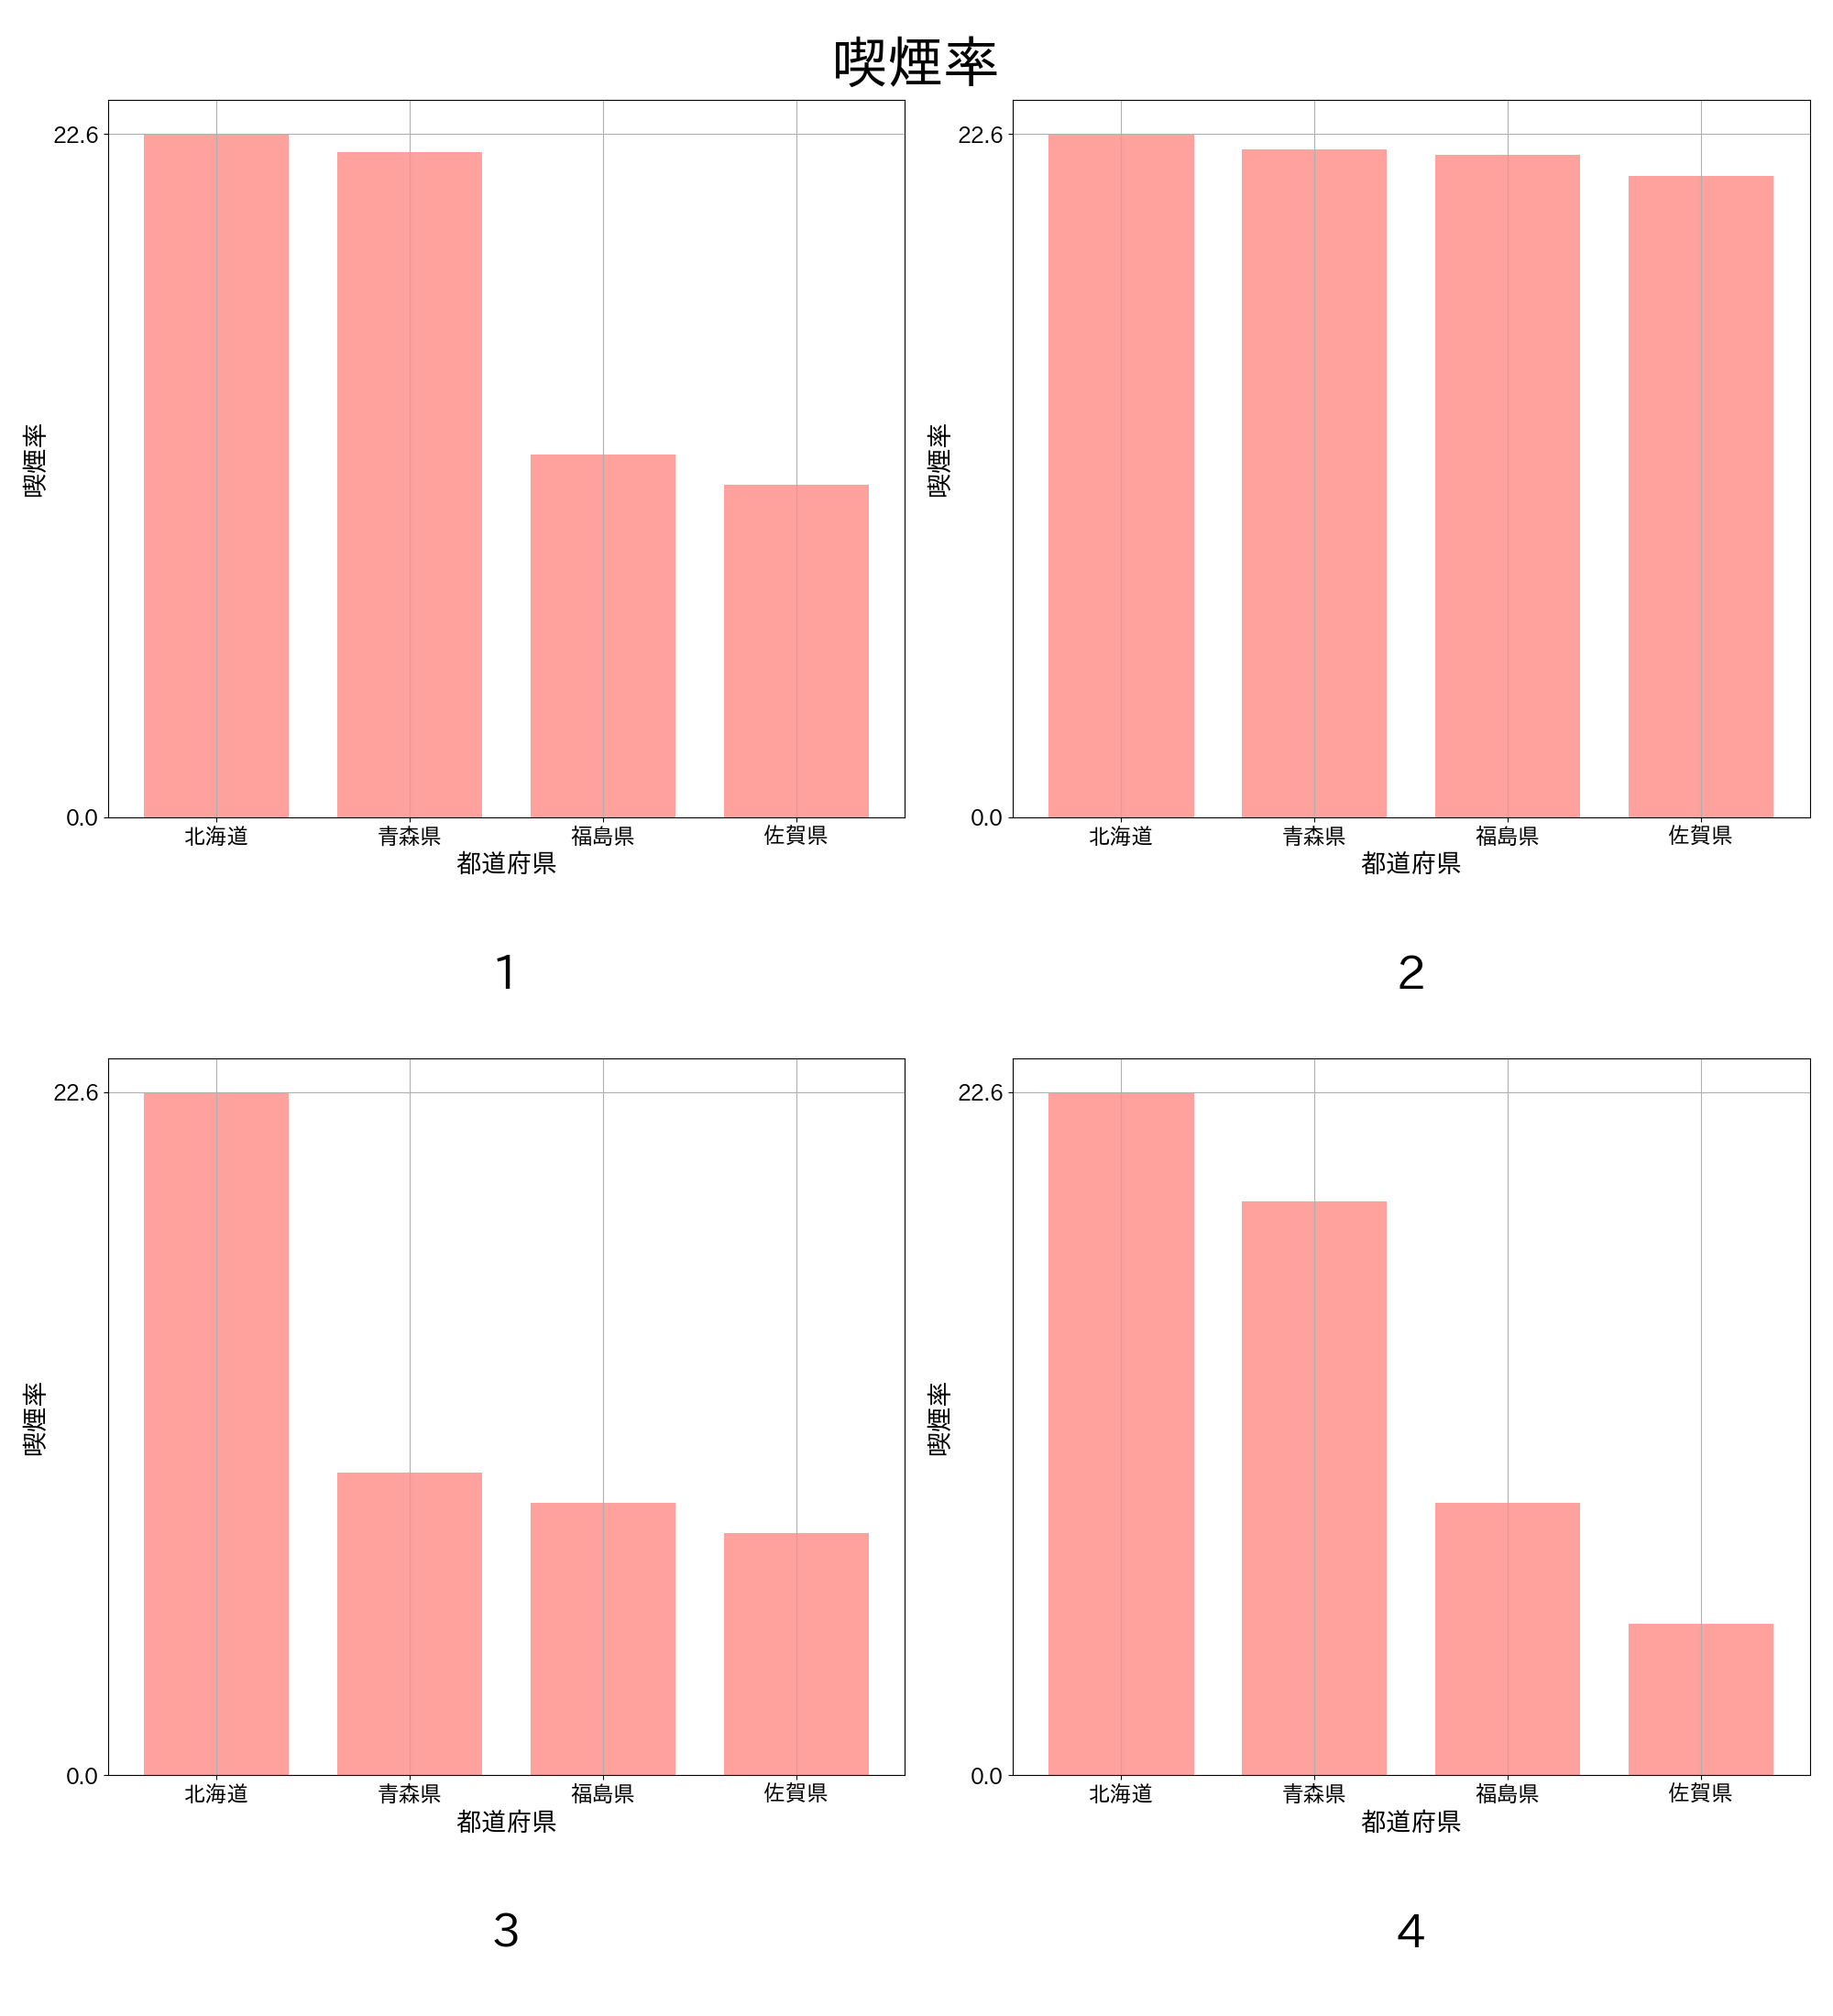 喫煙率
22.6
0.0
喫煙率
北海道 青森県 福島県 佐賀県
都道府県
1
22.6
0.0
喫煙率
北海道 青森県 福島県 佐賀県
都道府県
2
22.6
0.0
喫煙率
北海道 青森県 福島県 佐賀県
都道府県
3
22.6
0.0
喫煙率
北海道 青森県 福島県 佐賀県
都道府県
4